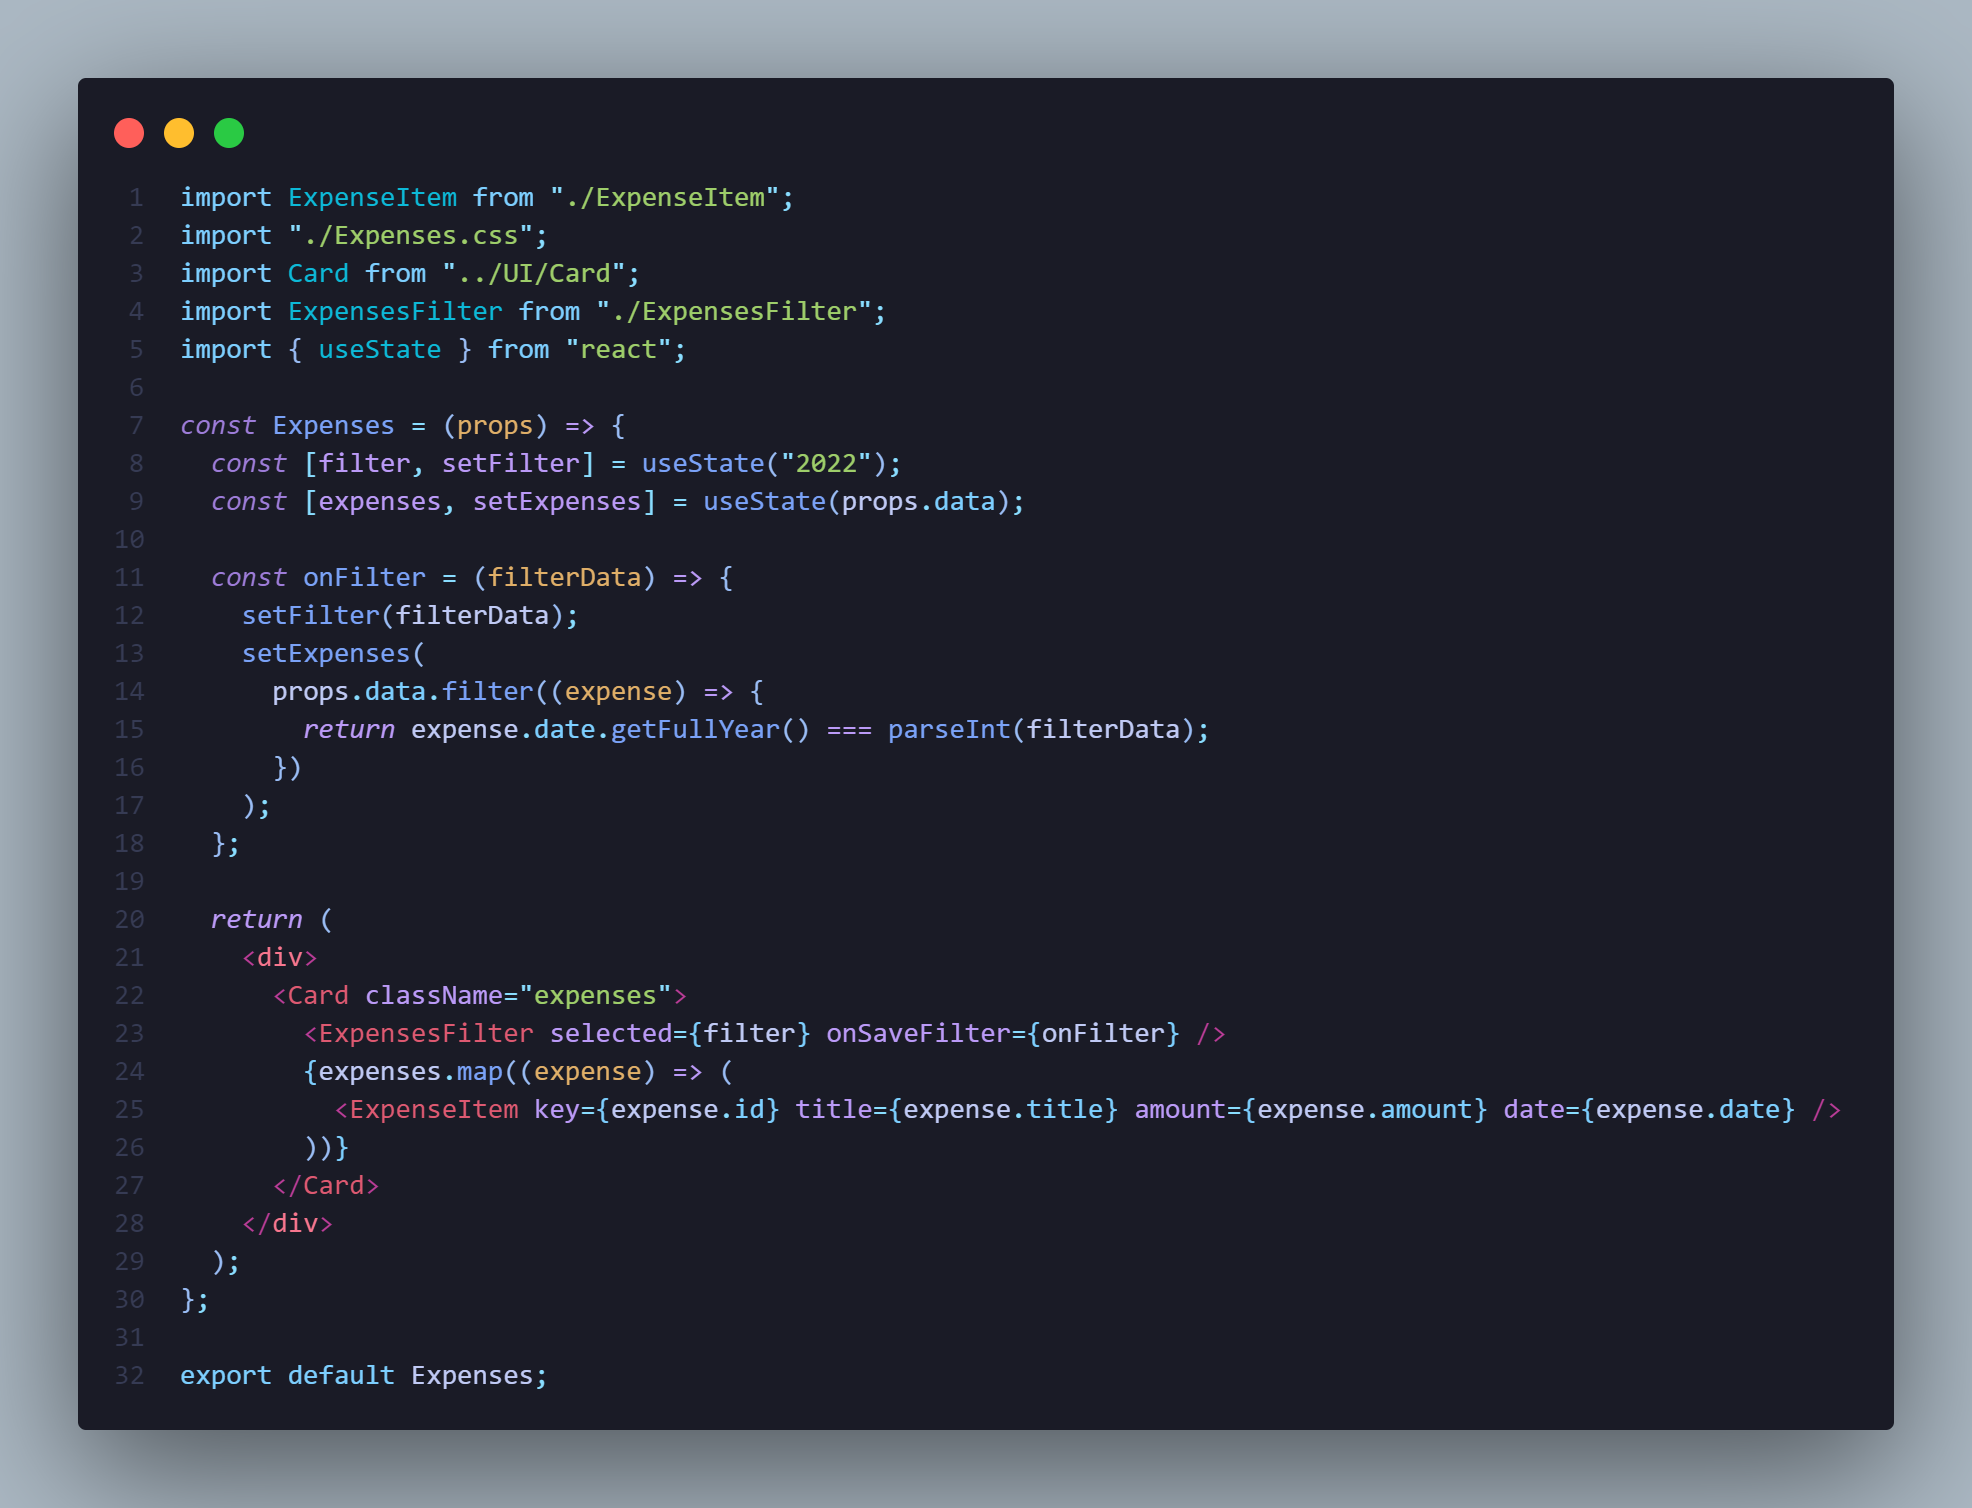 1 import ExpenseItem from "./ExpenseItem";
2 import "./Expenses.css";
3 import Card from "../UI/Card";
4 import ExpensesFilter from "./ExpensesFilter";
5 import { useState } from "react";
6
7 const Expenses = (props) => {
8   const [filter, setFilter] = useState("2022");
9   const [expenses, setExpenses] = useState(props.data);
10
11   const onFilter = (filterData) => {
12     setFilter(filterData);
13     setExpenses(
14       props.data.filter((expense) => {
15         return expense.date.getFullYear() === parseInt(filterData);
16       })
17     );
18   };
19
20   return (
21     <div>
22       <Card className="expenses">
23         <ExpensesFilter selected={filter} onSaveFilter={onFilter} />
24         {expenses.map((expense) => (
25           <ExpenseItem key={expense.id} title={expense.title} amount={expense.amount} date={expense.date} />
26         ))}
27       </Card>
28     </div>
29   );
30 };
31
32 export default Expenses;